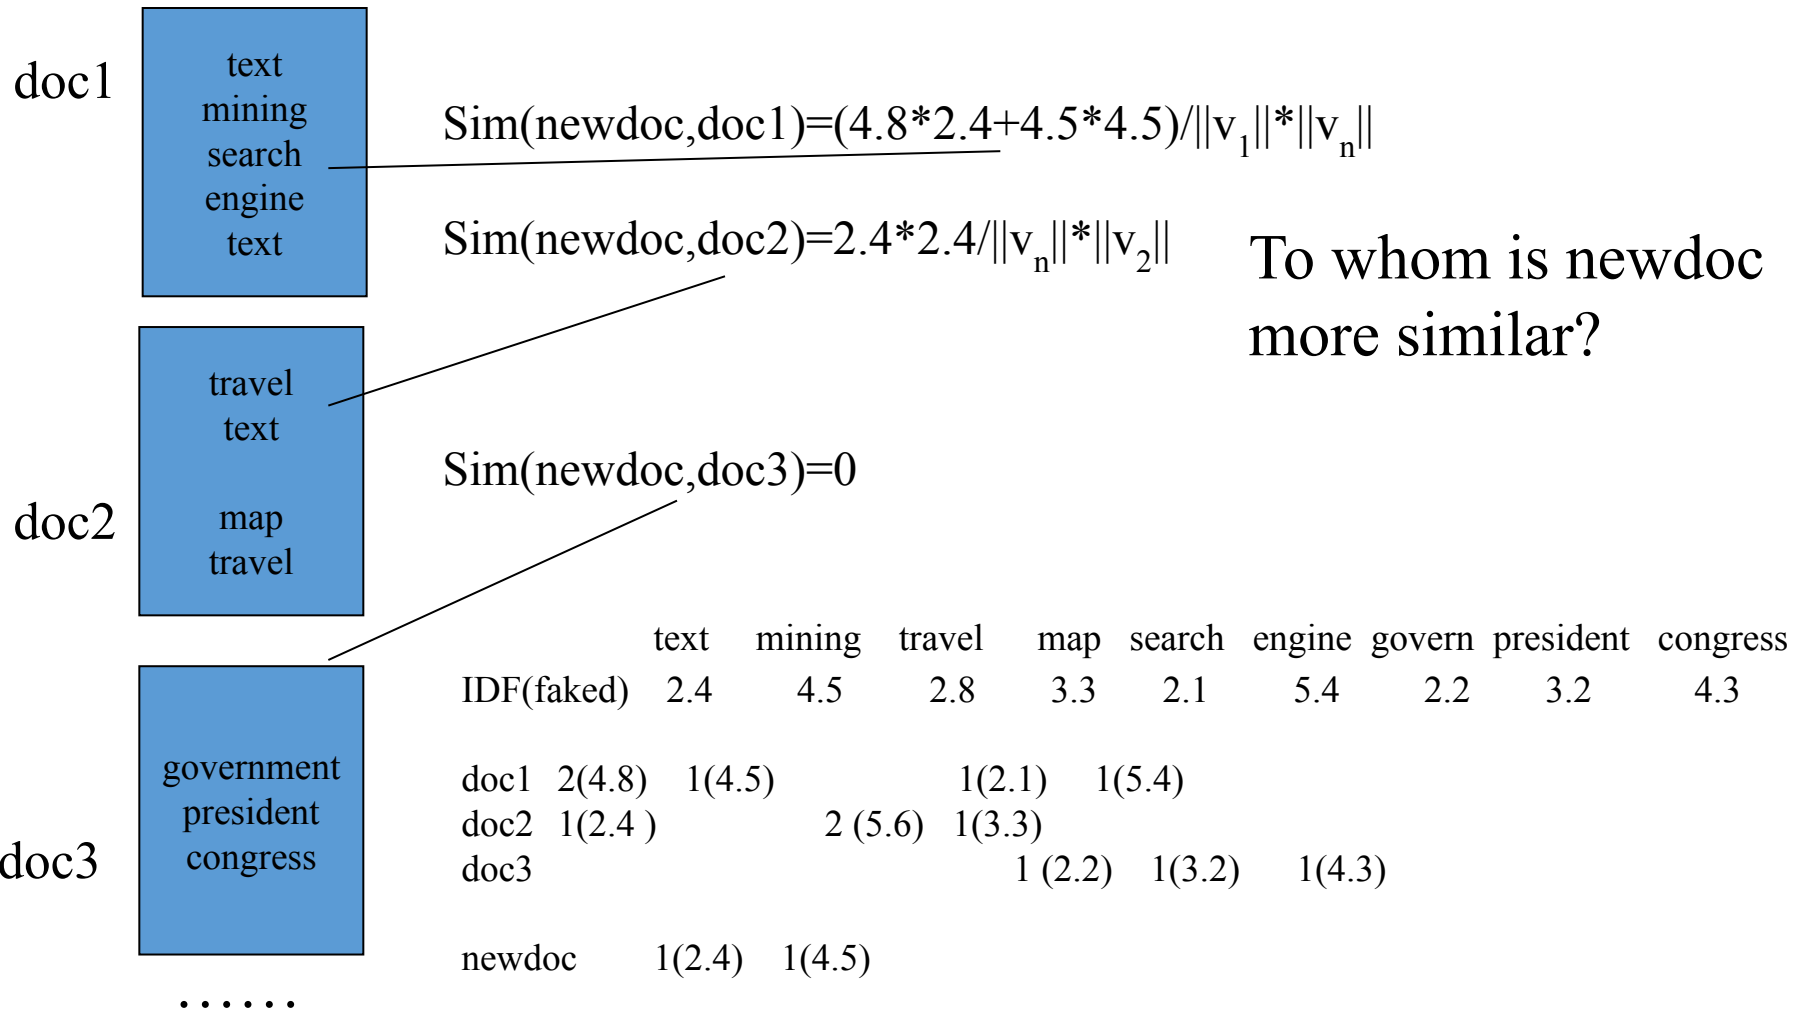 doc1
text
mining
search
engine
text
Sim(newdoc,doc1)=(4.8*2.4+4.5*4.5)/||v1||*||vn||
Sim(newdoc,doc2)=2.4*2.4/||vn||*||v2||
To whom is newdoc
more similar?
doc2
travel
text
map
travel
Sim(newdoc,doc3)=0
doc3
government
president
congress
......
text mining travel map search engine govern president congress
IDF(faked) 2.4 4.5 2.8 3.3 2.1 5.4 2.2 3.2 4.3
doc1 2(4.8) 1(4.5) 1(2.1) 1(5.4)
doc2 1(2.4 ) 2 (5.6) 1(3.3)
doc3 1 (2.2) 1(3.2) 1(4.3)
newdoc 1(2.4) 1(4.5)